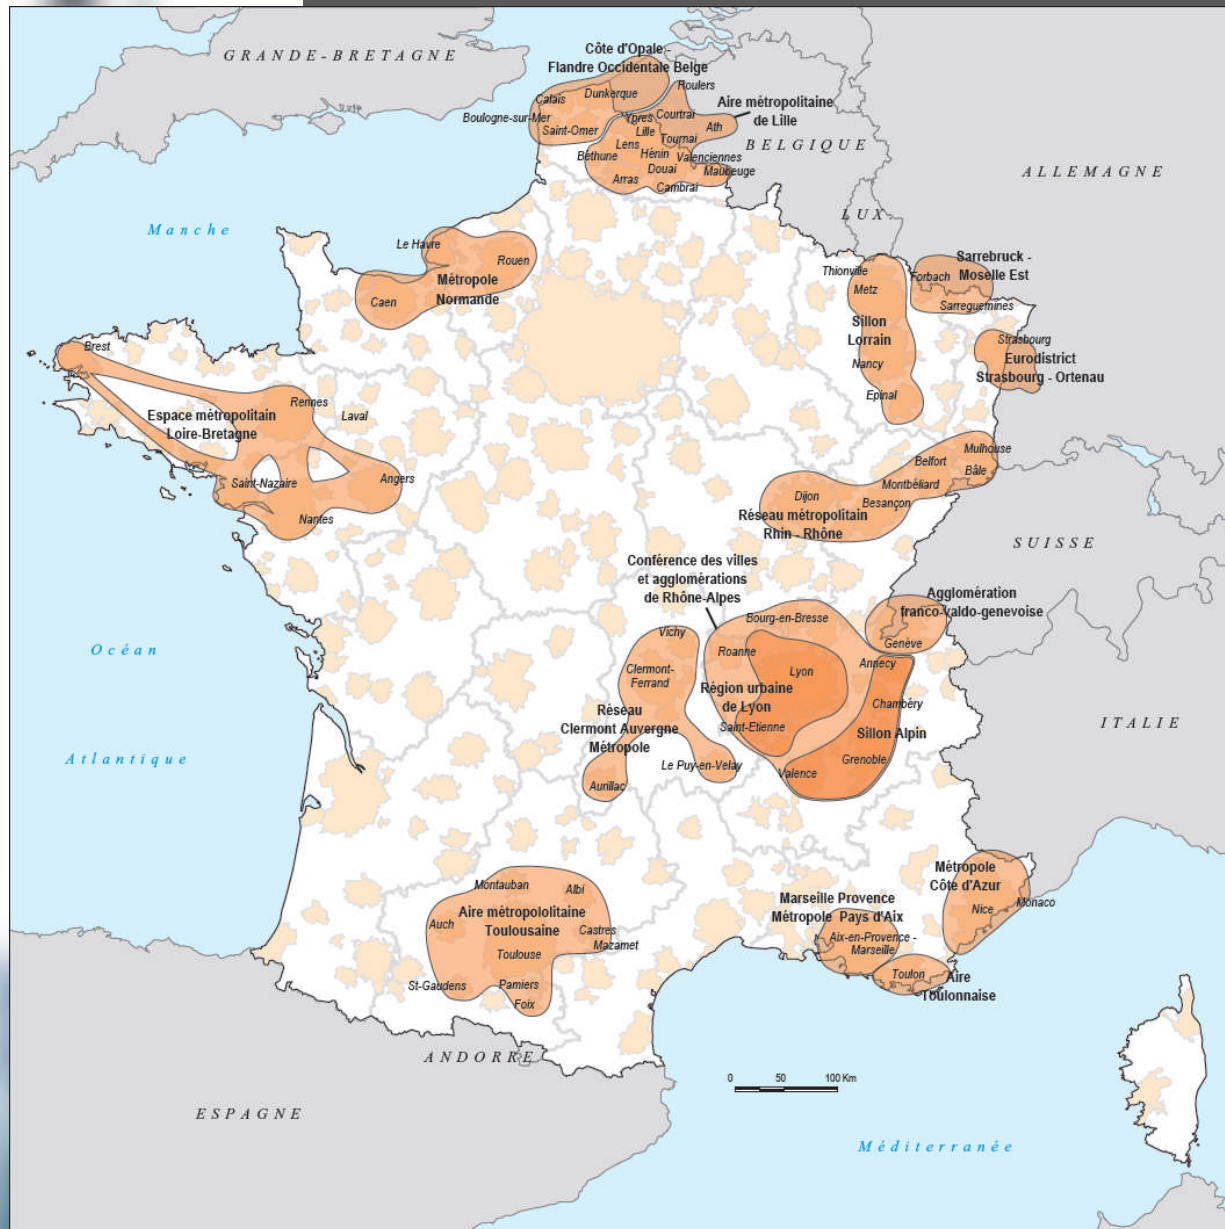 GRANDE-BRETAGNE
Côte d'Opale -
Flandre Occidentale Belge
Calais
Dunkerque
Roulers
Boulogne-sur-Mer
Saint-Omer
Ypres
Courtrai
Aire métropolitaine
de Lille
Lille
Ath
Lens
Tournai
BELGIQUE
Béthune
Hénin
Valenciennes
Douai
Maubeuge
Arras
Cambrai
ALLEMAGNE
LUX.
Manche
Le Havre
Rouen
Métropole
Normande
Caen
Thionville
Metz
Forbach
Sarrebruck -
Moselle Est
Sarreguemines
Sillon
Lorrain
Nancy
Epinal
Strasbourg
Eurodistrict
Strasbourg - Ortenau
Brest
Rennes
Laval
Espace métropolitain
Loire-Bretagne
Saint-Nazaire
Angers
Nantes
Mulhouse
Belfort
Bâle
Montbéliard
Dijon
Besançon
Réseau métropolitain
Rhin - Rhône
SUISSE
Conférence des villes
et agglomérations
de Rhône-Alpes
Agglomération
franco-valdo-genevoise
Bourg-en-Bresse
Genève
Océan
Atlantique
Vichy
Roanne
Annecy
Clermont-
Ferrand
Lyon
Région urbaine
de Lyon
Chambéry
Réseau
Clermont Auvergne
Métropole
Saint-Etienne
Sillon Alpin
ITALIE
Le Puy-en-Velay
Valence
Grenoble
Aurillac
Métropole
Côte d'Azur
Nice
Monaco
Montauban
Albi
Aire métropololitaine
Toulousaine
Auch
Castres
Mazamet
Toulouse
St-Gaudens
Pamiers
Foix
Marseille Provence
Métropole Pays d'Aix
Aix-en-Provence -
Marseille
Toulon
Aire
Toulonnaise
ANDORRE
0 50 100 Km
ESPAGNE
Méditerranée